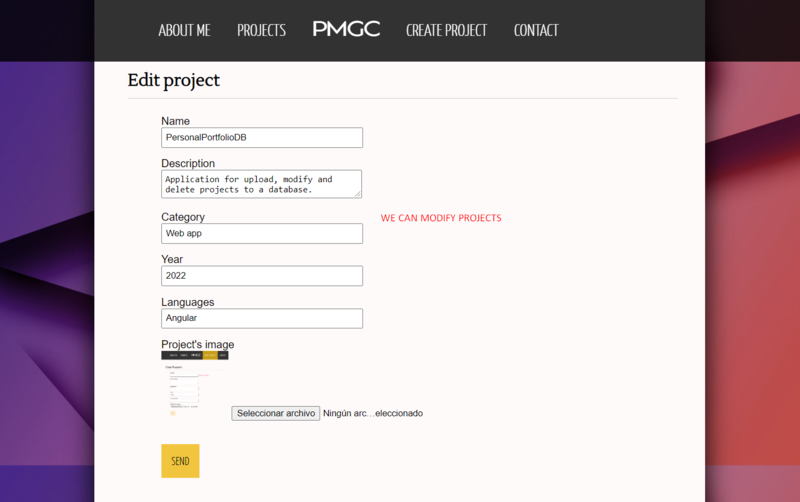 ABOUT ME PROJECTS PMGC CREATE PROJECT CONTACT
Edit project
Name
PersonalPortfolioDB
Description
Application for upload, modify and
delete projects to a database.
Category
WE CAN MODIFY PROJECTS
Web app
Year
2022
Languages
Angular
Project's image
Seleccionar archivo Ningún arc…eleccionado
SEND